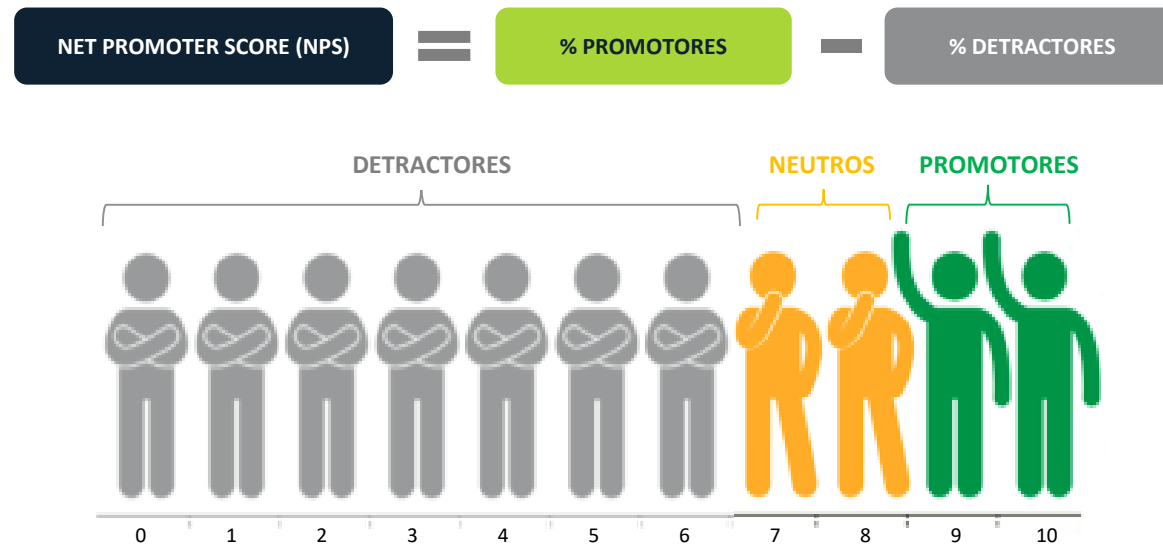 NET PROMOTER SCORE (NPS) = % PROMOTORES - % DETRACTORES
DETRACTORES NEUTROS PROMOTORES
0 1 2 3 4 5 6 7 8 9 10